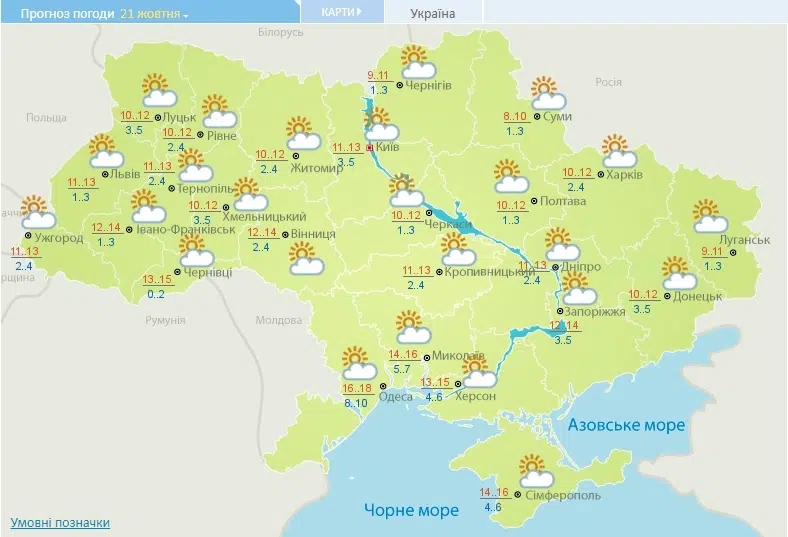 Прогноз погоди 21 жовтня
КАРТИ
Україна
Білорусь
Росія
Польща
9..11
1..3
Чернігів
10..12
3..5
Луцьк
10..12
2..4
Рівне
8..10
1..3
Суми
11..13
3..5
Київ
10..12
2..4
Житомир
11..13
1..3
Львів
11..13
2..4
Тернопіль
10..12
2..4
Харків
10..12
3..5
Хмельницький
10..12
1..3
Полтава
10..12
1..3
Черкаси
12..14
1..3
Івано-Франківськ
12..14
2..4
Вінниця
11..13
2..4
Ужгород
9..11
1..3
Луганськ
13..15
0..2
Чернівці
11..13
2..4
Кропивницький
11..13
2..4
Дніпро
10..12
3..5
Донецьк
12..14
3..5
Запоріжжя
Румунія
Молдова
14..16
5..7
Миколаїв
16..18
8..10
Одеса
13..15
4..6
Херсон
Азовське море
14..16
4..6
Сімферополь
Чорне море
Умовні позначки